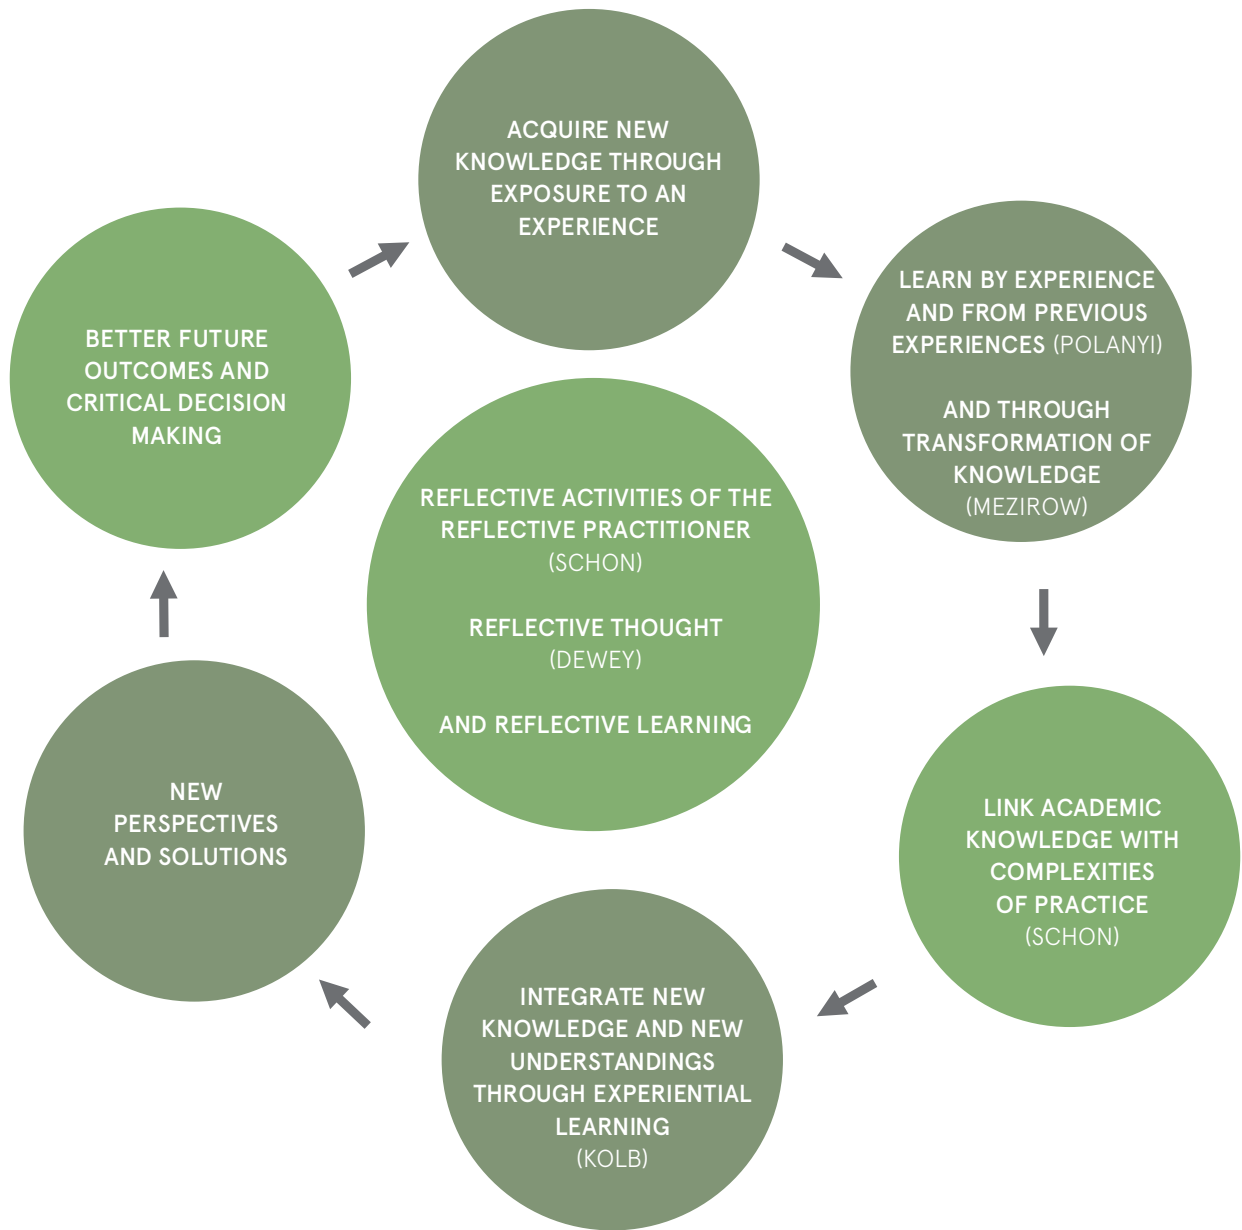 ACQUIRE NEW
KNOWLEDGE THROUGH
EXPOSURE TO AN
EXPERIENCE
LEARN BY EXPERIENCE
AND FROM PREVIOUS
EXPERIENCES (POLANYI)
AND THROUGH
TRANSFORMATION OF
KNOWLEDGE
(MEZIROW)
LINK ACADEMIC
KNOWLEDGE WITH
COMPLEXITIES
OF PRACTICE
(SCHON)
INTEGRATE NEW
KNOWLEDGE AND NEW
UNDERSTANDINGS
THROUGH EXPERIENTIAL
LEARNING
(KOLB)
NEW
PERSPECTIVES
AND SOLUTIONS
BETTER FUTURE
OUTCOMES AND
CRITICAL DECISION
MAKING
REFLECTIVE ACTIVITIES OF THE
REFLECTIVE PRACTITIONER
(SCHON)
REFLECTIVE THOUGHT
(DEWEY)
AND REFLECTIVE LEARNING